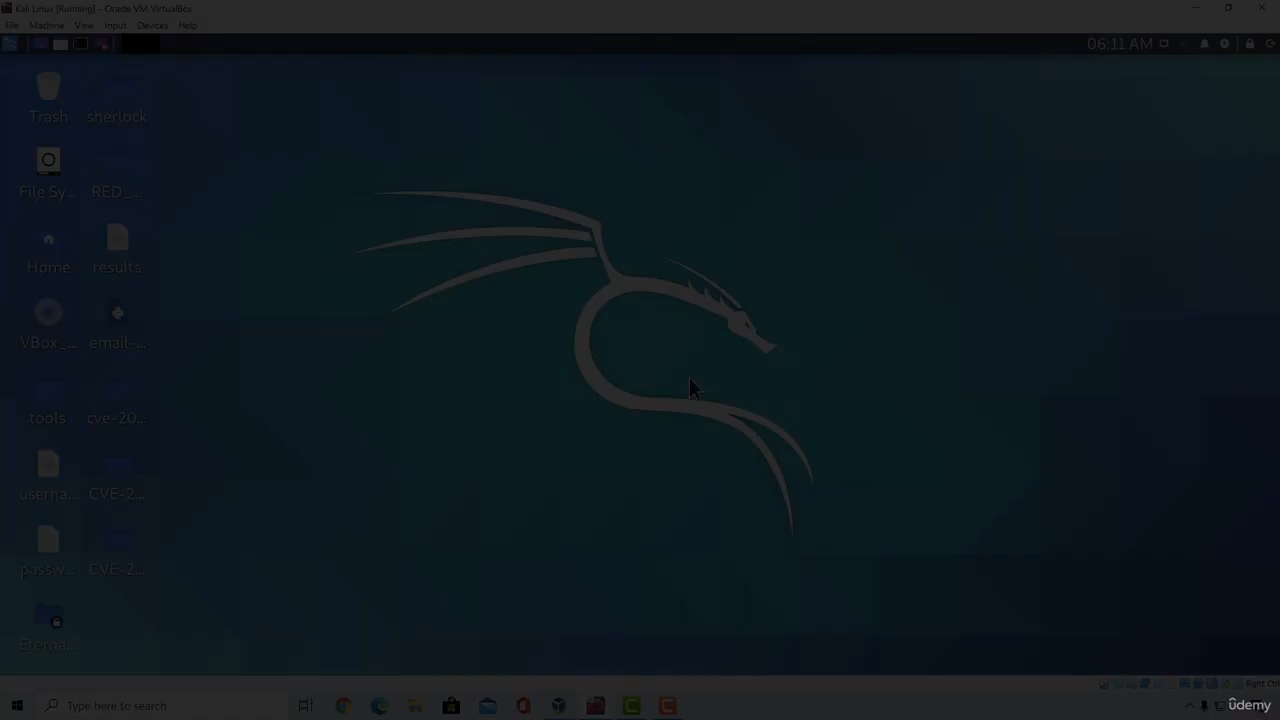 Kali Linux [Running] - Oracle VM VirtualBox
File Machine View Input Devices Help
06:11 AM
Trash sherlock
File Sy... RED_...
Home results
VBox_... email-...
tools cve-20...
userna... CVE-2...
passw... CVE-2...
Eterna...
Right Ctrl
Type here to search
ûdemy